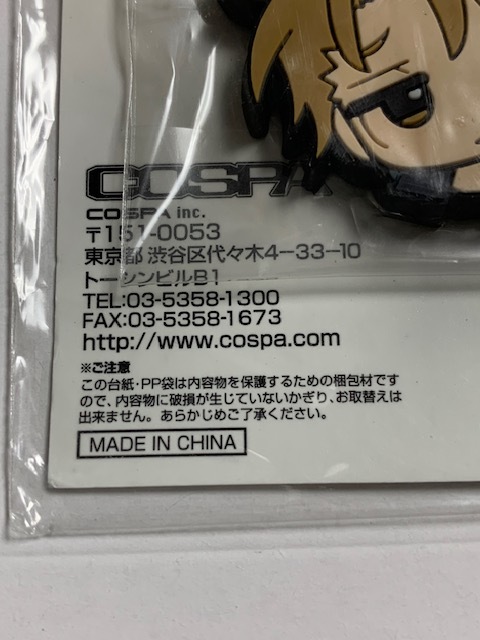 COSPA
COSPA inc.
〒151-0053
東京都 渋谷区代々木4-33-10
トーシンビルB1
TEL:03-5358-1300
FAX:03-5358-1673
http://www.cospa.com
※ご注意
この台紙・PP袋は内容物を保護するための梱包材です
ので、内容物に破損が生じていないかぎり、お取替えは
出来ません。あらかじめご了承ください。
MADE IN CHINA